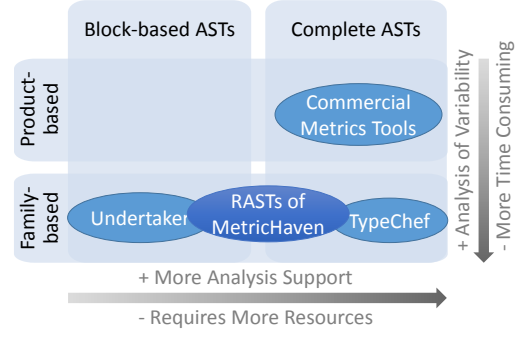 Block-based ASTs
Complete ASTs
Product-
based
Commercial
Metrics Tools
Family-
based
Undertaker
RASTs of
MetricHaven
TypeChef
+ Analysis of Variability
- More Time Consuming
+ More Analysis Support
- Requires More Resources